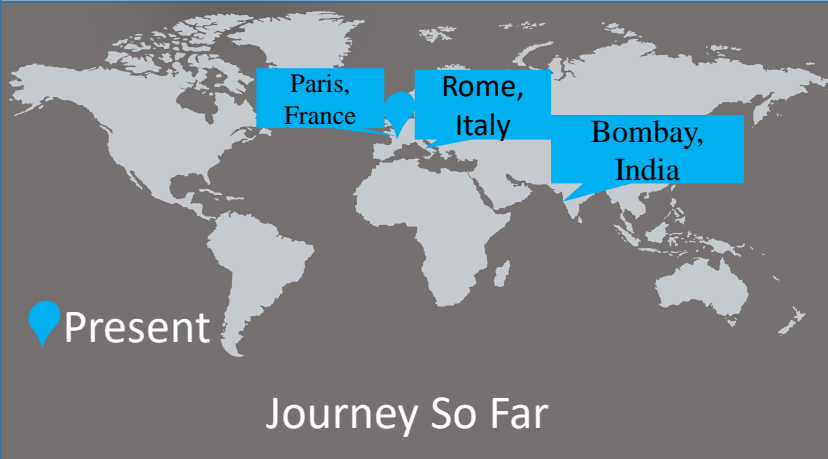 Paris,
France
Rome,
Italy
Bombay,
India
Present
Journey So Far